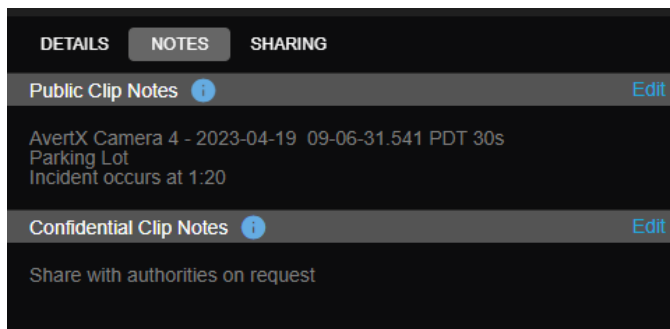 DETAILS NOTES SHARING
Public Clip Notes i Edit
AvertX Camera 4 - 2023-04-19  09-06-31.541 PDT 30s
Parking Lot
Incident occurs at 1:20
Confidential Clip Notes i Edit
Share with authorities on request